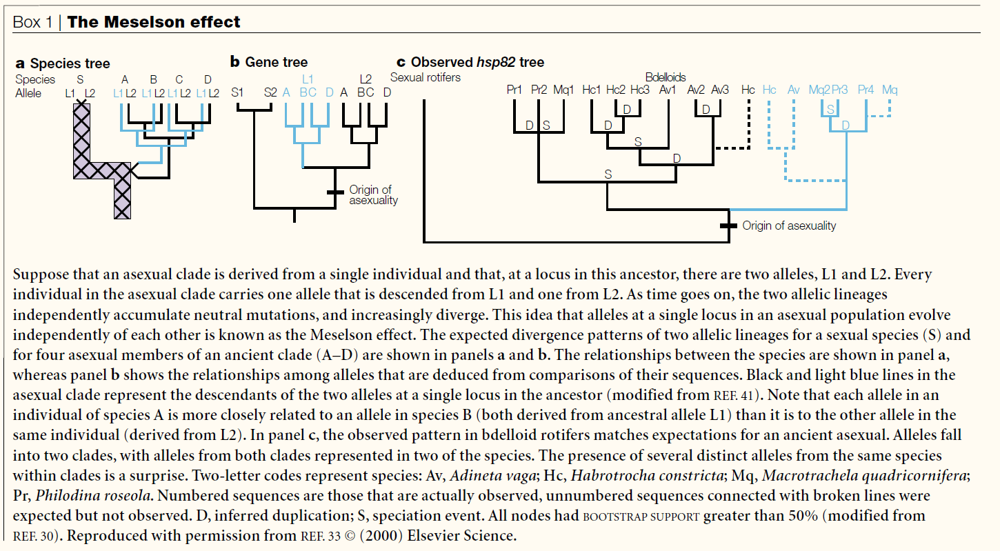 Box 1 | The Meselson effect
a Species tree
Species S A B C D
Allele L1 L2 L1 L2 L1 L2 L1 L2 L1 L2
b Gene tree
L1 L2
S1 S2 A B C D A B C D
Origin of
asexuality
c Observed hsp82 tree
Sexual rotifers Bdelloids
Pr1 Pr2 Mq1 Hc1 Hc2 Hc3 Av1 Av2 Av3 Hc Hc Av Mq2 Pr3 Pr4 Mq
D D S
D S D D
S
D
S
Origin of asexuality
Suppose that an asexual clade is derived from a single individual and that, at a locus in this ancestor, there are two alleles, L1 and L2. Every
individual in the asexual clade carries one allele that is descended from L1 and one from L2. As time goes on, the two allelic lineages
independently accumulate neutral mutations, and increasingly diverge. This idea that alleles at a single locus in an asexual population evolve
independently of each other is known as the Meselson effect. The expected divergence patterns of two allelic lineages for a sexual species (S) and
for four asexual members of an ancient clade (A–D) are shown in panels a and b. The relationships between the species are shown in panel a,
whereas panel b shows the relationships among alleles that are deduced from comparisons of their sequences. Black and light blue lines in the
asexual clade represent the descendants of the two alleles at a single locus in the ancestor (modified from REF. 41). Note that each allele in an
individual of species A is more closely related to an allele in species B (both derived from ancestral allele L1) than it is to the other allele in the
same individual (derived from L2). In panel c, the observed pattern in bdelloid rotifers matches expectations for an ancient asexual. Alleles fall
into two clades, with alleles from both clades represented in two of the species. The presence of several distinct alleles from the same species
within clades is a surprise. Two-letter codes represent species: Av, Adineta vaga; Hc, Habrotrocha constricta; Mq, Macrotrachela quadricornifera;
Pr, Philodina roseola. Numbered sequences are those that are actually observed, unnumbered sequences connected with broken lines were
expected but not observed. D, inferred duplication; S, speciation event. All nodes had BOOTSTRAP SUPPORT greater than 50% (modified from
REF. 30). Reproduced with permission from REF. 33 © (2000) Elsevier Science.